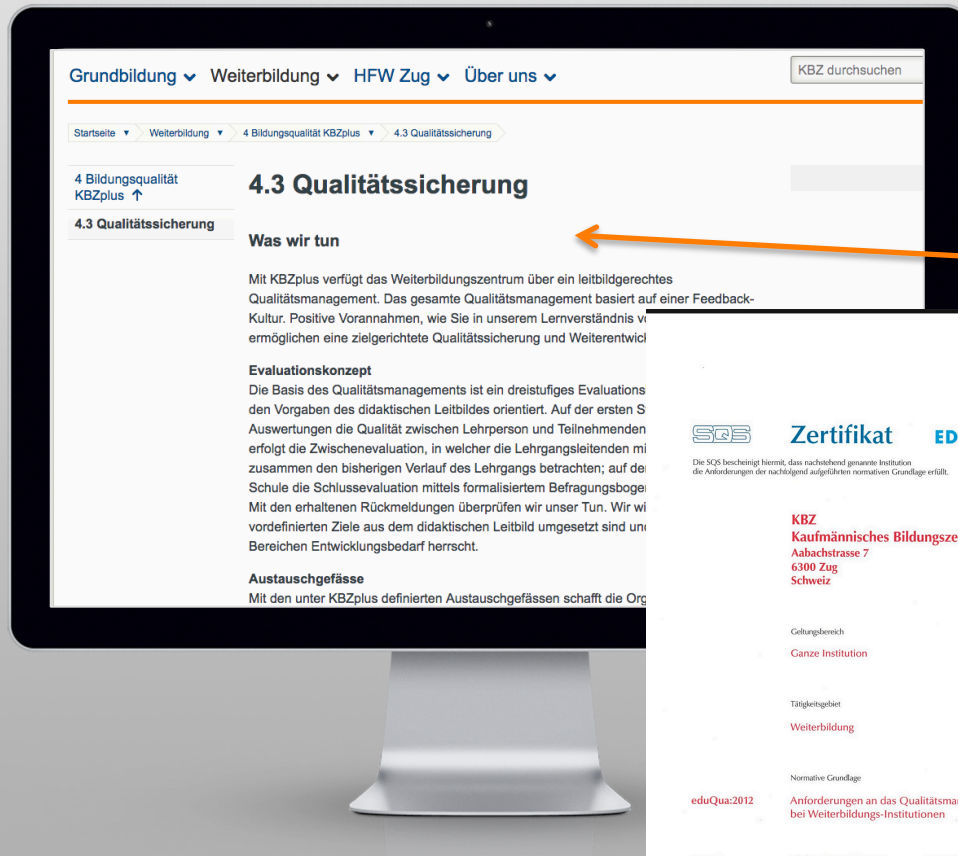 Grundbildung Weiterbildung HFW Zug Über uns
KBZ durchsuchen
Startseite Weiterbildung 4 Bildungsqualität KBZplus 4.3 Qualitätssicherung
4 Bildungsqualität
KBZplus
4.3 Qualitätssicherung
4.3 Qualitätssicherung
Was wir tun
Mit KBZplus verfügt das Weiterbildungszentrum über ein leitbildgerechtes
Qualitätsmanagement. Das gesamte Qualitätsmanagement basiert auf einer Feedback-
Kultur. Positive Vorannahmen, wie Sie in unserem Lernverständnis
ermöglichen eine zielgerichtete Qualitätssicherung und
Evaluationskonzept
Die Basis des Qualitätsmanagements ist ein dreistufiges
den Vorgaben des didaktischen Leitbildes orientiert. Auf der ersten
Auswertungen die Qualität zwischen Lehrperson und Teilnehmenden
erfolgt die Zwischenevaluation, in welcher die Lehrgangsleitenden
zusammen den bisherigen Verlauf des Lehrgangs betrachten; auf
Schule die Schlussevaluation mittels formalisiertem
Mit den erhaltenen Rückmeldungen überprüfen wir unser Tun. Wir
vordefinierten Ziele aus dem didaktischen Leitbild umgesetzt sind
Bereichen Entwicklungsbedarf herrscht.
Austauschgefässe
Mit den unter KBZplus definierten Austauschgefässen schafft die
SQS Zertifikat ED
Die SQS bescheinigt hiermit, dass nachstehend genannte Institution
die Anforderungen der nachfolgend aufgeführten normativen Grundlage erfüllt.
KBZ
Kaufmännisches Bildungsze
Aabachstrasse 7
6300 Zug
Schweiz
Geltungsbereich
Ganze Institution
Tätigkeitsgebiet
Weiterbildung
Normative Grundlage
eduQua:2012 Anforderungen an das Qualitätsma
bei Weiterbildungs-Institutionen